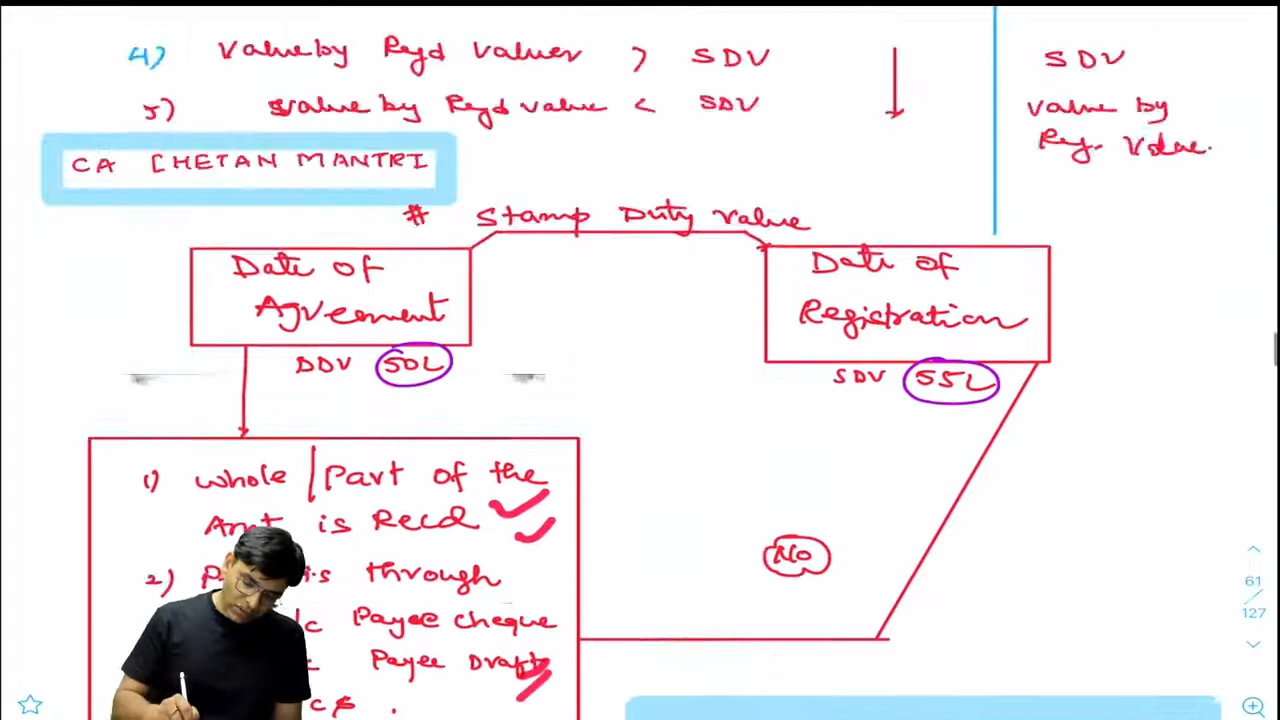 4) Value by Regd Valuer > SDV
SDV
5) Value by Regd value < SDV
value by
Reg. Value.
CA CHETAN MANTRI
# Stamp Duty Value
Date of
Agreement
Date of
Registration
SDV 50L
SDV 55L
1) whole / Part of the
Amt is Recd
2) is through
Payee cheque
Payee Draft
No
61
127